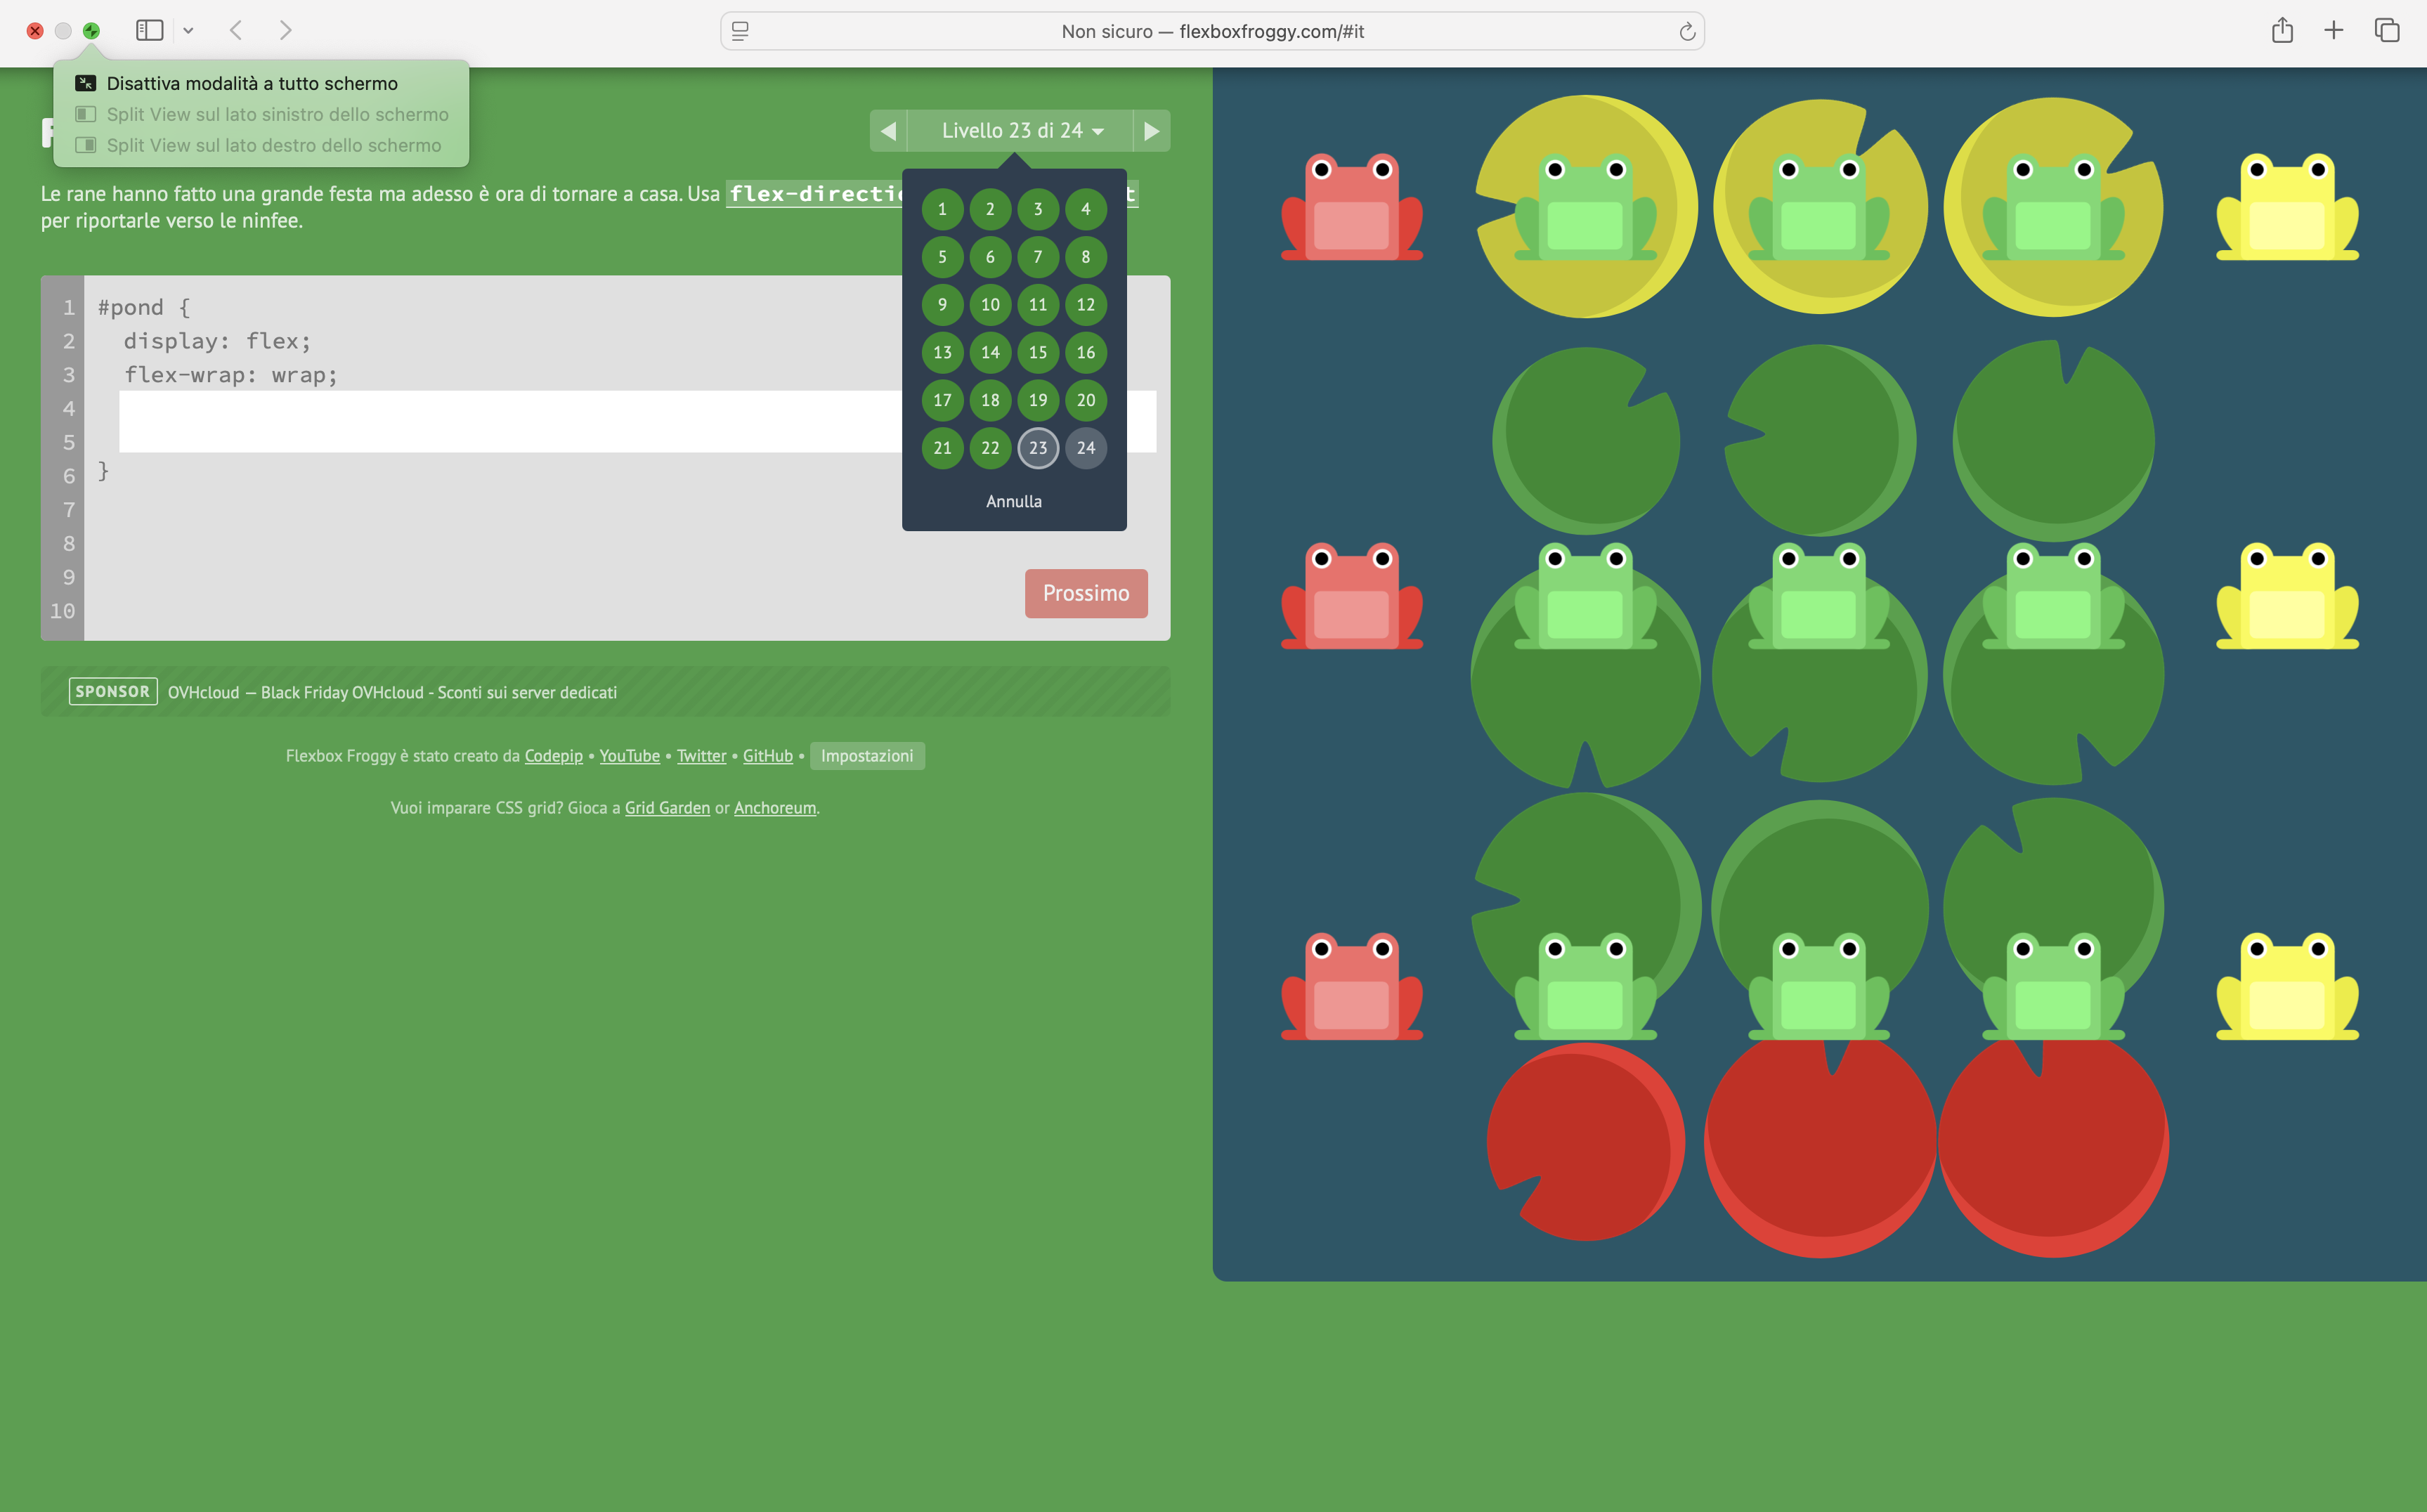 Non sicuro — flexboxfroggy.com/#it
Disattiva modalità a tutto schermo
Split View sul lato sinistro dello schermo
Split View sul lato destro dello schermo
Livello 23 di 24
Le rane hanno fatto una grande festa ma adesso è ora di tornare a casa. Usa
per riportarle verso le ninfee.
1 2 3 4
5 6 7 8
9 10 11 12
13 14 15 16
17 18 19 20
21 22 23 24
Annulla
1 #pond {
2 display: flex;
3 flex-wrap: wrap;
4
5
6 }
7
8
9
10
Prossimo
SPONSOR OVHcloud — Black Friday OVHcloud - Sconti sui server dedicati
Flexbox Froggy è stato creato da Codepip • YouTube • Twitter • GitHub • Impostazioni
Vuoi imparare CSS grid? Gioca a Grid Garden or Anchoreum.